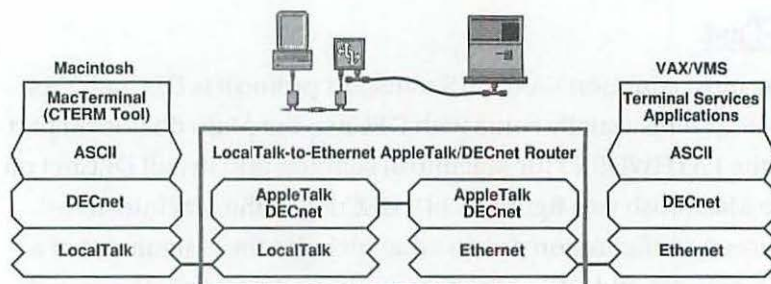 Macintosh
MacTerminal
(CTERM Tool)
ASCII
DECnet
LocalTalk
LocalTalk-to-Ethernet AppleTalk/DECnet Router
AppleTalk
DECnet
LocalTalk
AppleTalk
DECnet
Ethernet
VAX/VMS
Terminal Services
Applications
ASCII
DECnet
Ethernet